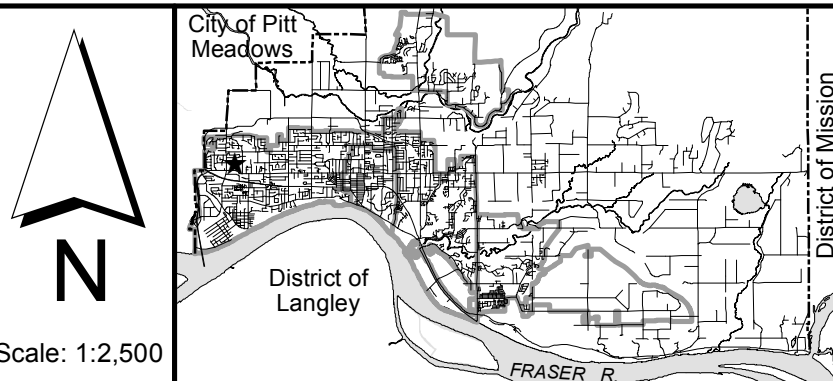 City of Pitt
Meadows
District of Mission
District of
Langley
FRASER R.
N
Scale: 1:2,500